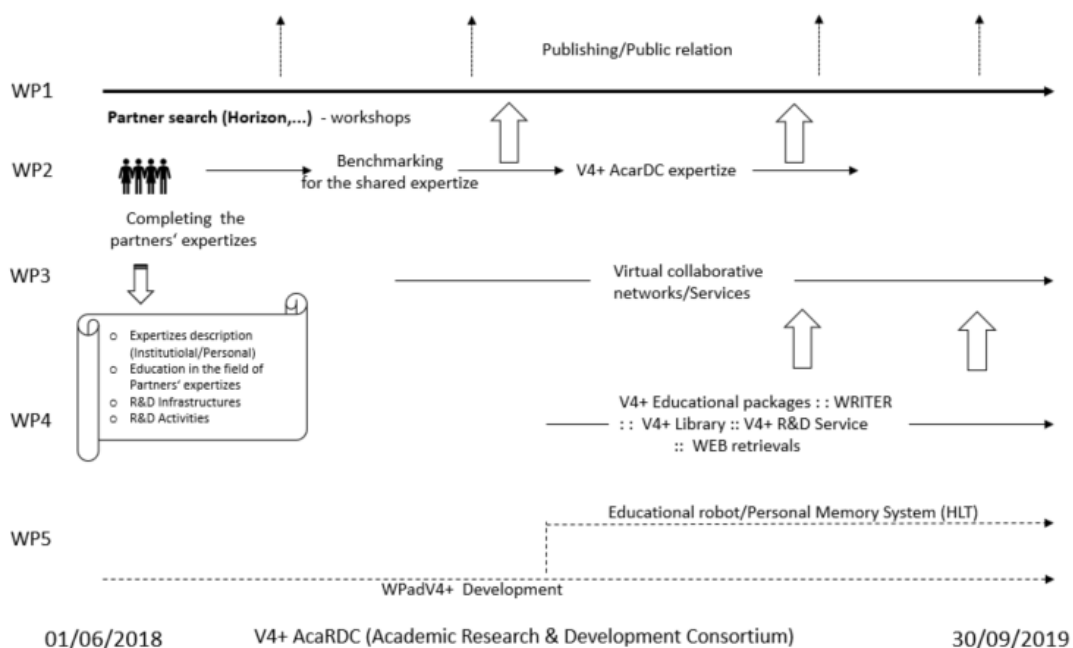 Publishing/Public relation
WP1
Partner search (Horizon,...) - workshops
WP2
Benchmarking
for the shared expertize
V4+ AcarDC expertize
Completing the
partners' expertizes
WP3
Virtual collaborative
networks/Services
o Expertizes description
(Institutiolal/Personal)
o Education in the field of
Partners' expertizes
o R&D Infrastructures
o R&D Activities
WP4
V4+ Educational packages : : WRITER
: : V4+ Library :: V4+ R&D Service
:: WEB retrievals
Educational robot/Personal Memory System (HLT)
WP5
WPadV4+ Development
01/06/2018
V4+ AcaRDC (Academic Research & Development Consortium)
30/09/2019